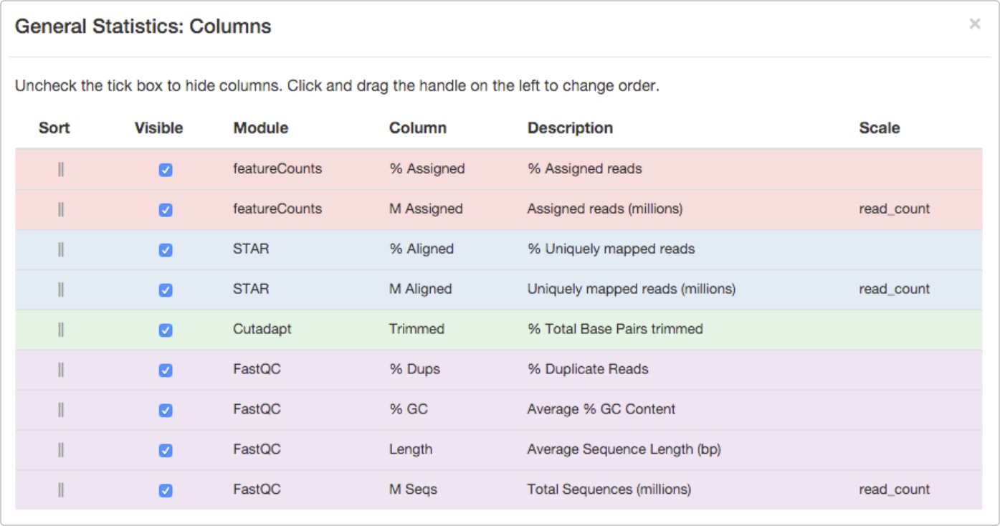 General Statistics: Columns ×
Uncheck the tick box to hide columns. Click and drag the handle on the left to change order.
Sort Visible Module Column Description Scale
featureCounts % Assigned % Assigned reads
featureCounts M Assigned Assigned reads (millions) read_count
STAR % Aligned % Uniquely mapped reads
STAR M Aligned Uniquely mapped reads (millions) read_count
Cutadapt Trimmed % Total Base Pairs trimmed
FastQC % Dups % Duplicate Reads
FastQC % GC Average % GC Content
FastQC Length Average Sequence Length (bp)
FastQC M Seqs Total Sequences (millions) read_count